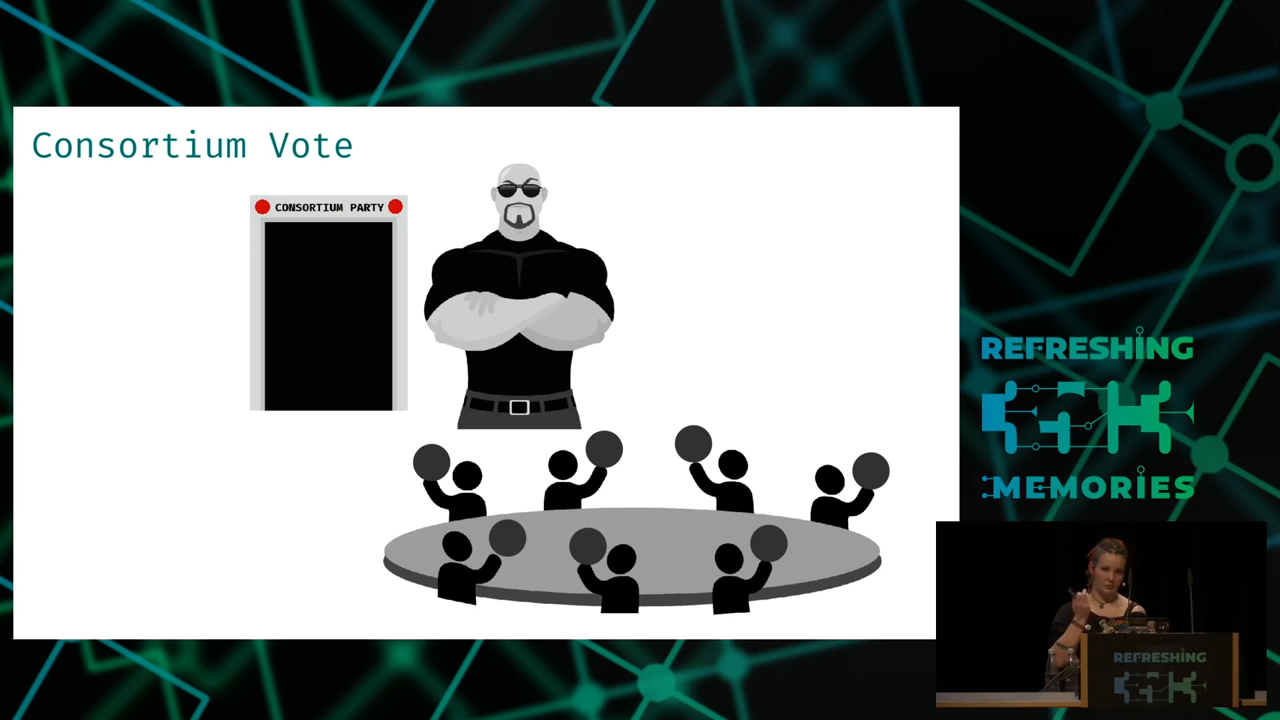 Consortium Vote
CONSORTIUM PARTY
REFRESHING
MEMORIES
REFRESHING